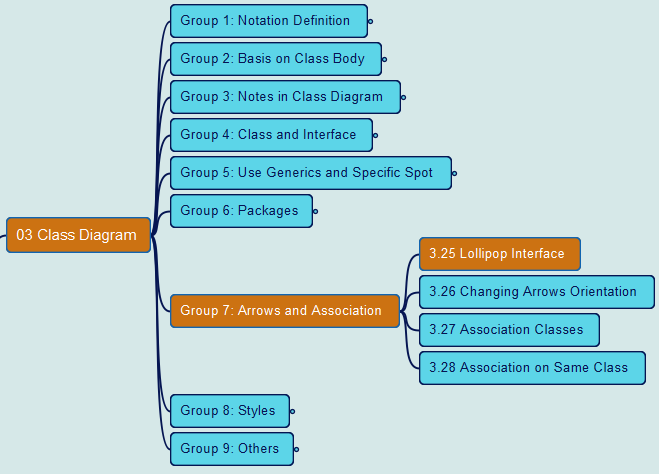 Group 1: Notation Definition
Group 2: Basis on Class Body
Group 3: Notes in Class Diagram
Group 4: Class and Interface
Group 5: Use Generics and Specific Spot
Group 6: Packages
03 Class Diagram
Group 7: Arrows and Association
3.25 Lollipop Interface
3.26 Changing Arrows Orientation
3.27 Association Classes
3.28 Association on Same Class
Group 8: Styles
Group 9: Others